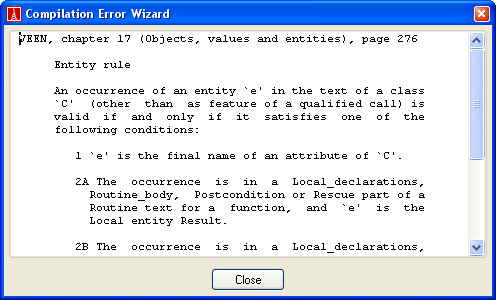 Compilation Error Wizard
VEEN, chapter 17 (Objects, values and entities), page 276
Entity rule
An occurrence of an entity `e' in the text of a class
`C' (other than as feature of a qualified call) is
valid if and only if it satisfies one of the
following conditions:
1 `e' is the final name of an attribute of `C'.
2A The occurrence is in a Local_declarations,
Routine_body, Postcondition or Rescue part of a
Routine text for a function, and `e' is the
Local entity Result.
2B The occurrence is in a Local_declarations,
Close